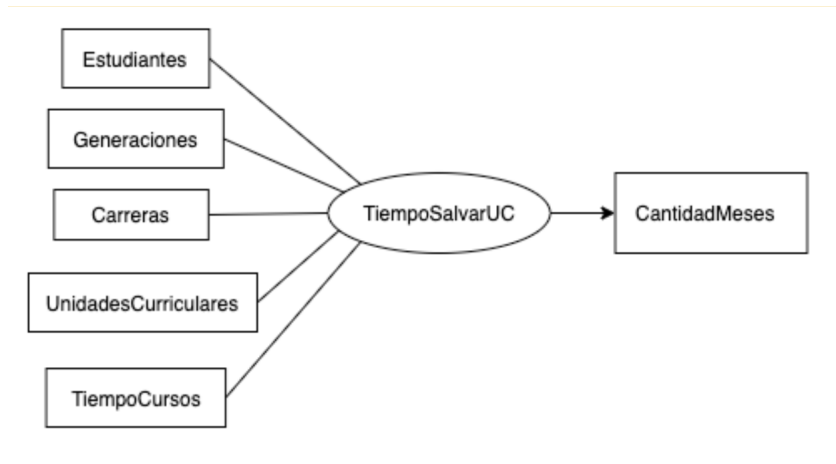 Estudiantes
Generaciones
Carreras
UnidadesCurriculares
TiempoCursos
TiempoSalvarUC
CantidadMeses